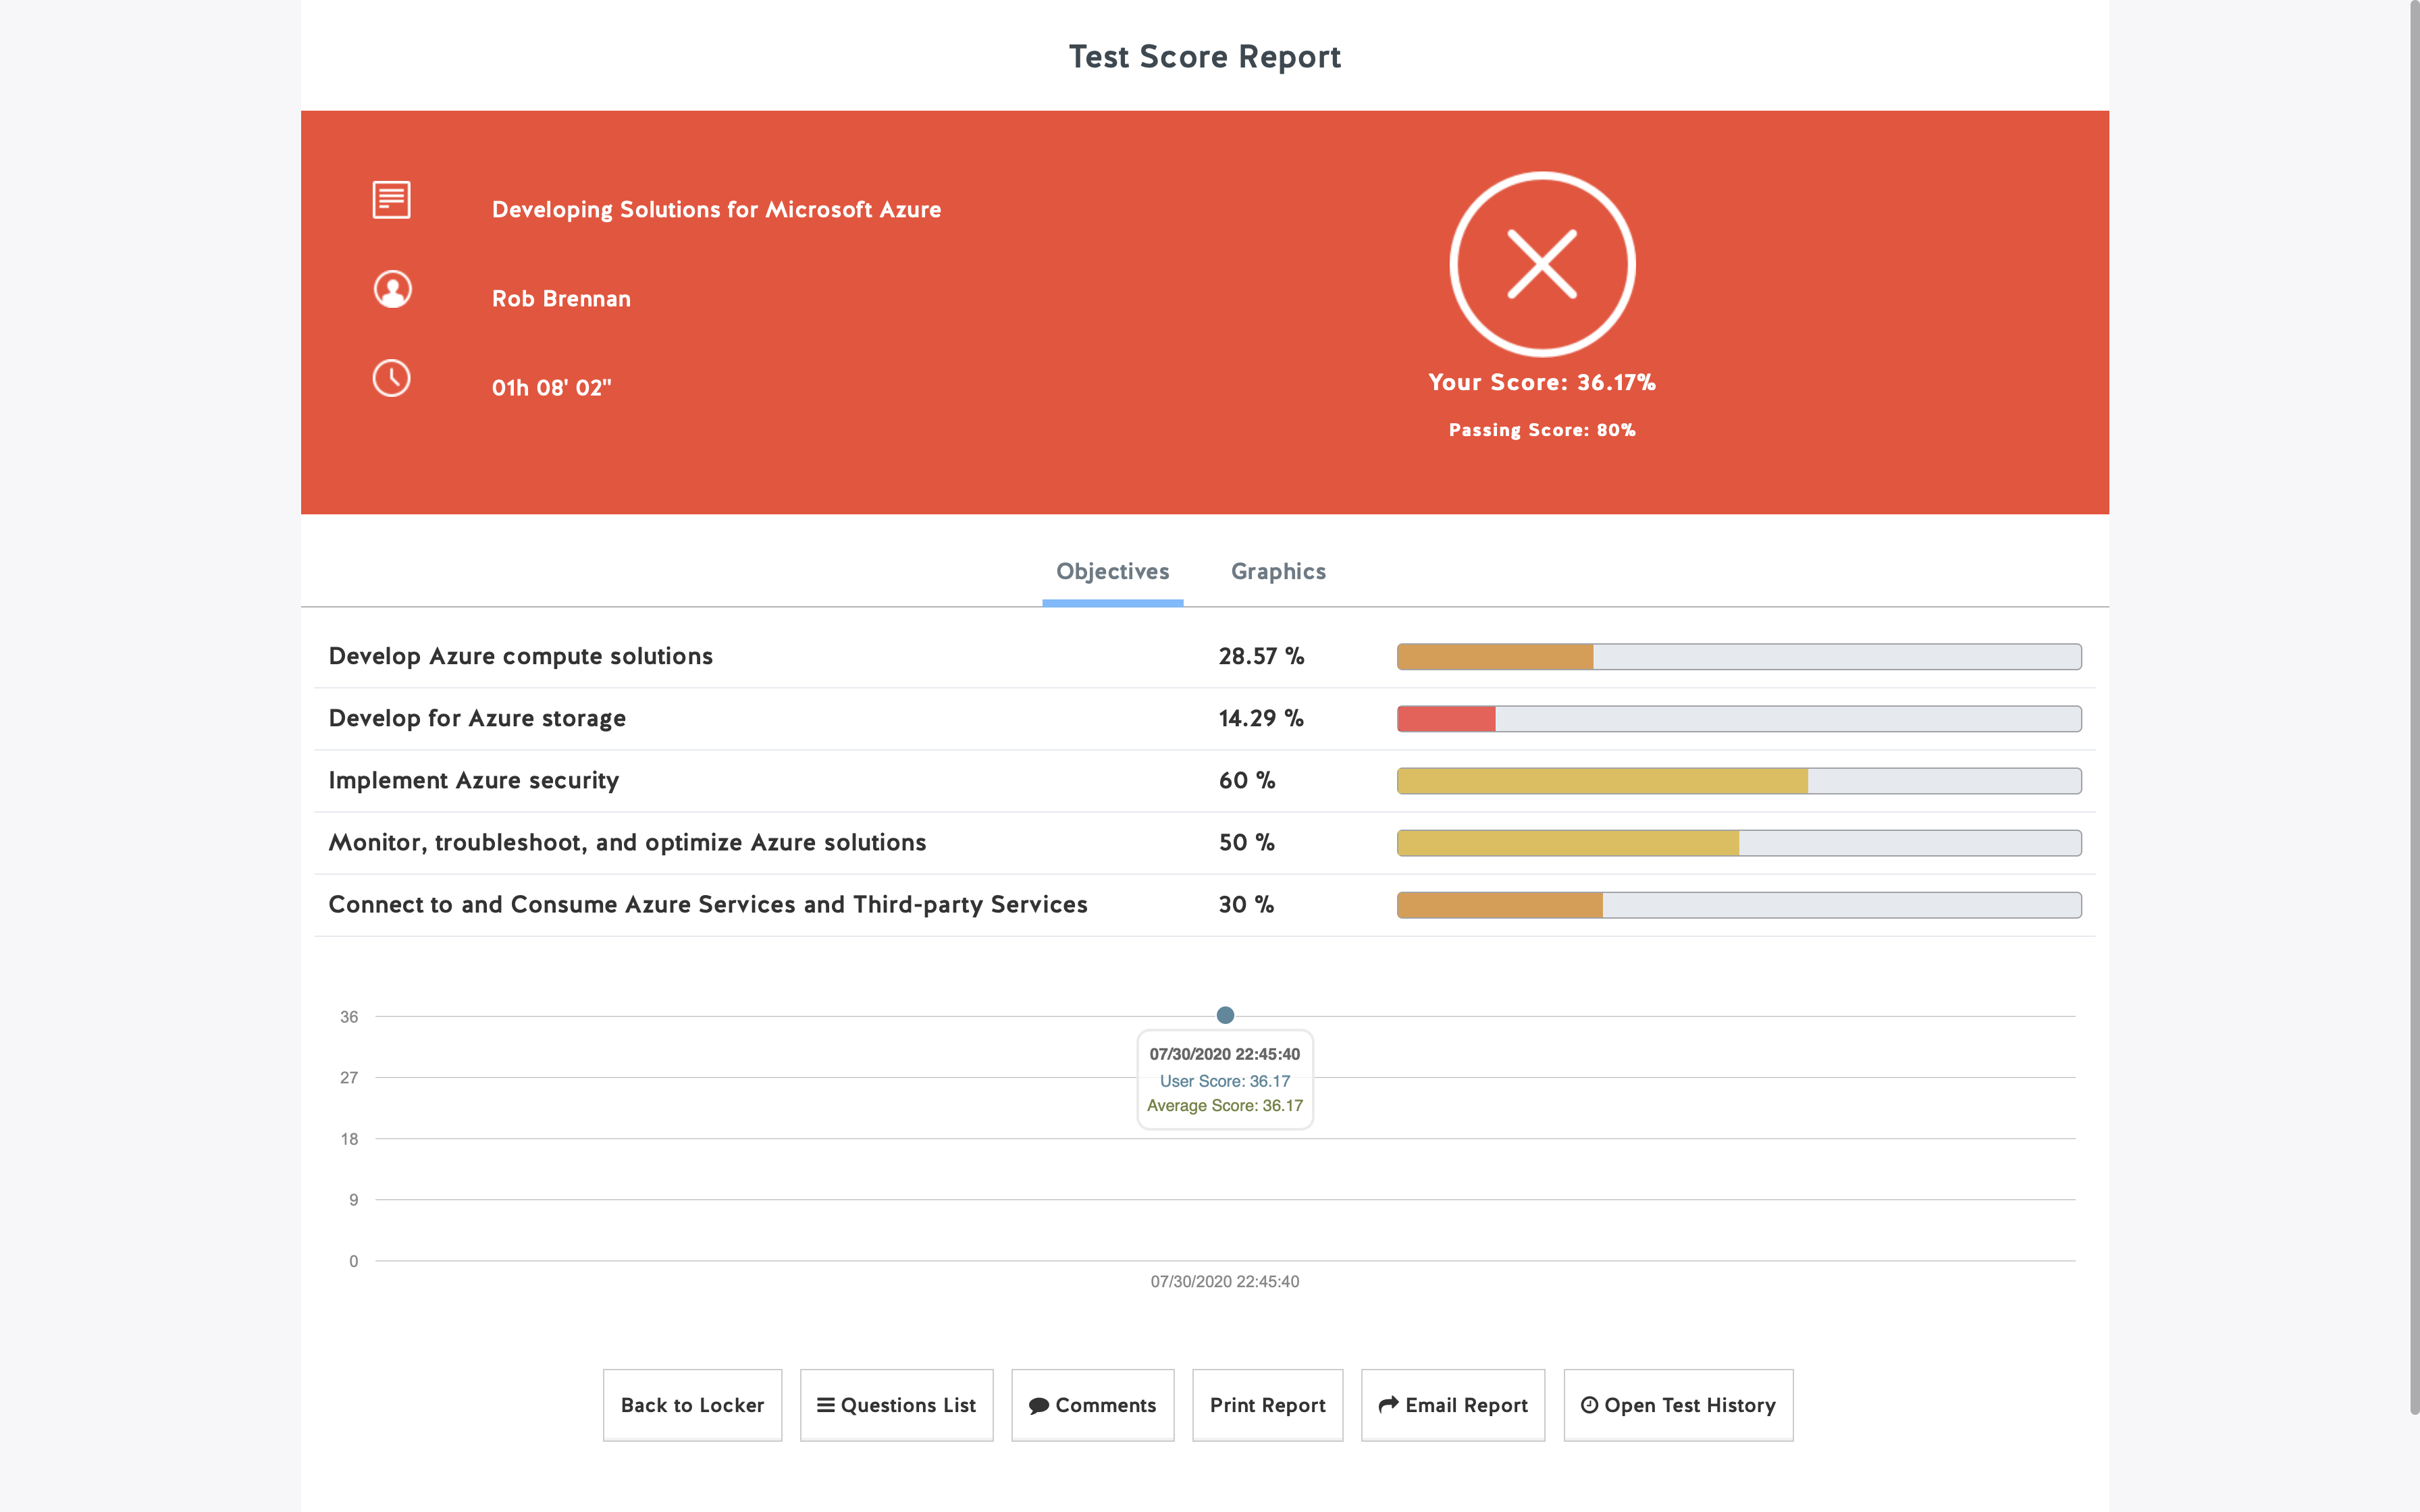 Test Score Report
Developing Solutions for Microsoft Azure
Rob Brennan
01h 08' 02"
Your Score: 36.17%
Passing Score: 80%
Objectives Graphics
Develop Azure compute solutions 28.57 %
Develop for Azure storage 14.29 %
Implement Azure security 60 %
Monitor, troubleshoot, and optimize Azure solutions 50 %
Connect to and Consume Azure Services and Third-party Services 30 %
36
07/30/2020 22:45:40
27
User Score: 36.17
Average Score: 36.17
18
9
0
07/30/2020 22:45:40
Back to Locker Questions List Comments Print Report Email Report Open Test History